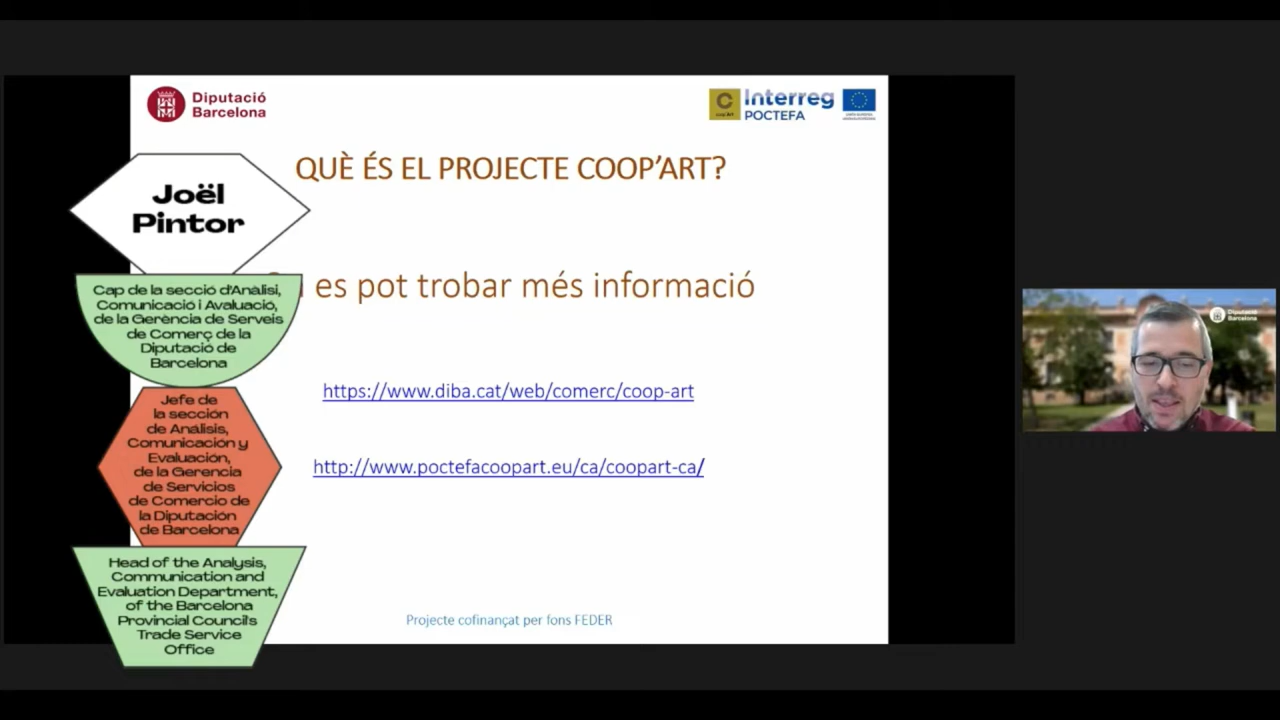 Diputació
Barcelona
C
coop'Art
Interreg
POCTEFA
QUÈ ÉS EL PROJECTE COOP'ART?
Joël
Pintor
es pot trobar més informació
Cap de la secció d'Anàlisi,
Comunicació i Avaluació,
de la Gerència de Serveis
de Comerç de la
Diputació de
Barcelona
https://www.diba.cat/web/comerc/coop-art
Jefe de
la sección
de Análisis,
Comunicación y
Evaluación,
de la Gerencia
de Servicios
de Comercio de
la Diputación
de Barcelona
http://www.poctefacoopart.eu/ca/coopart-ca/
Head of the Analysis,
Communication and
Evaluation Department,
of the Barcelona
Provincial Council's
Trade Service
Office
Projecte cofinançat per fons FEDER
Diputació
Barcelona